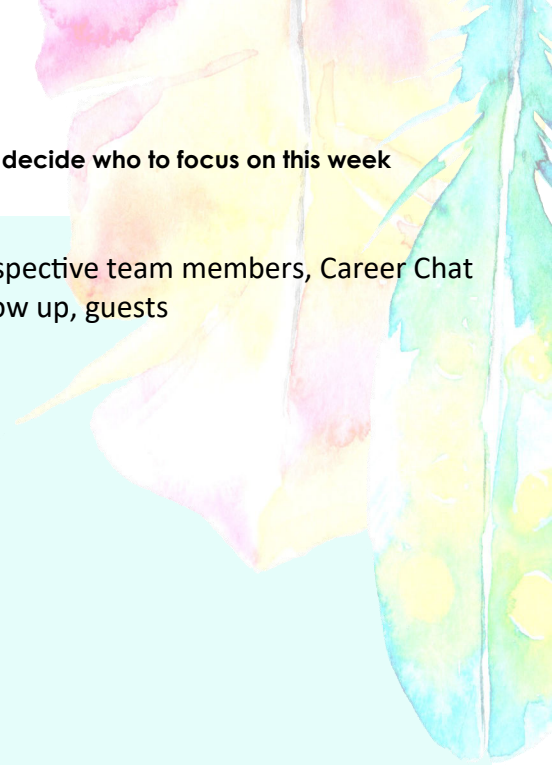 decide who to focus on this week
spective team members, Career Chat
ow up, guests